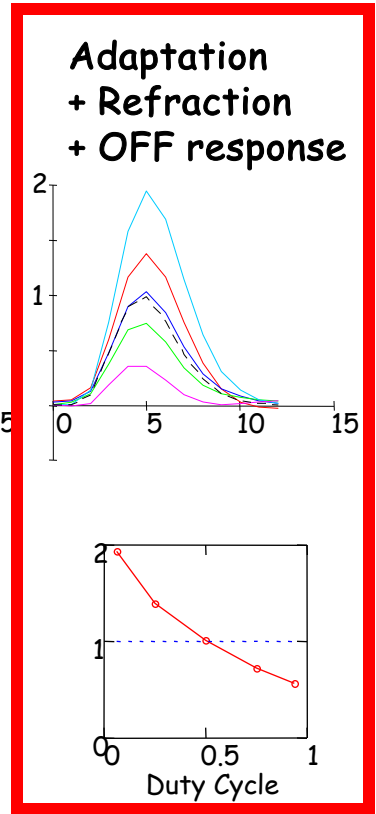 Adaptation
+ Refraction
+ OFF response
2
1
5 0 5 10 15
2
1
0
0 0.5 1
Duty Cycle